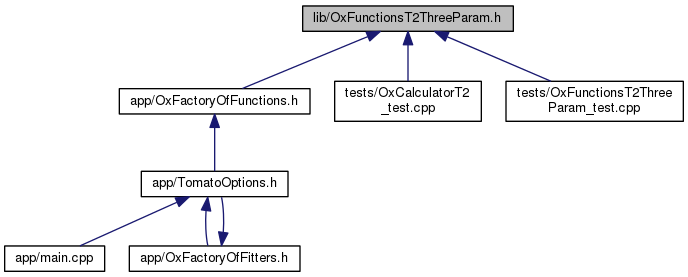 lib/OxFunctionsT2ThreeParam.h
app/OxFactoryOfFunctions.h
tests/OxCalculatorT2
_test.cpp
tests/OxFunctionsT2Three
Param_test.cpp
app/TomatoOptions.h
app/main.cpp
app/OxFactoryOfFitters.h